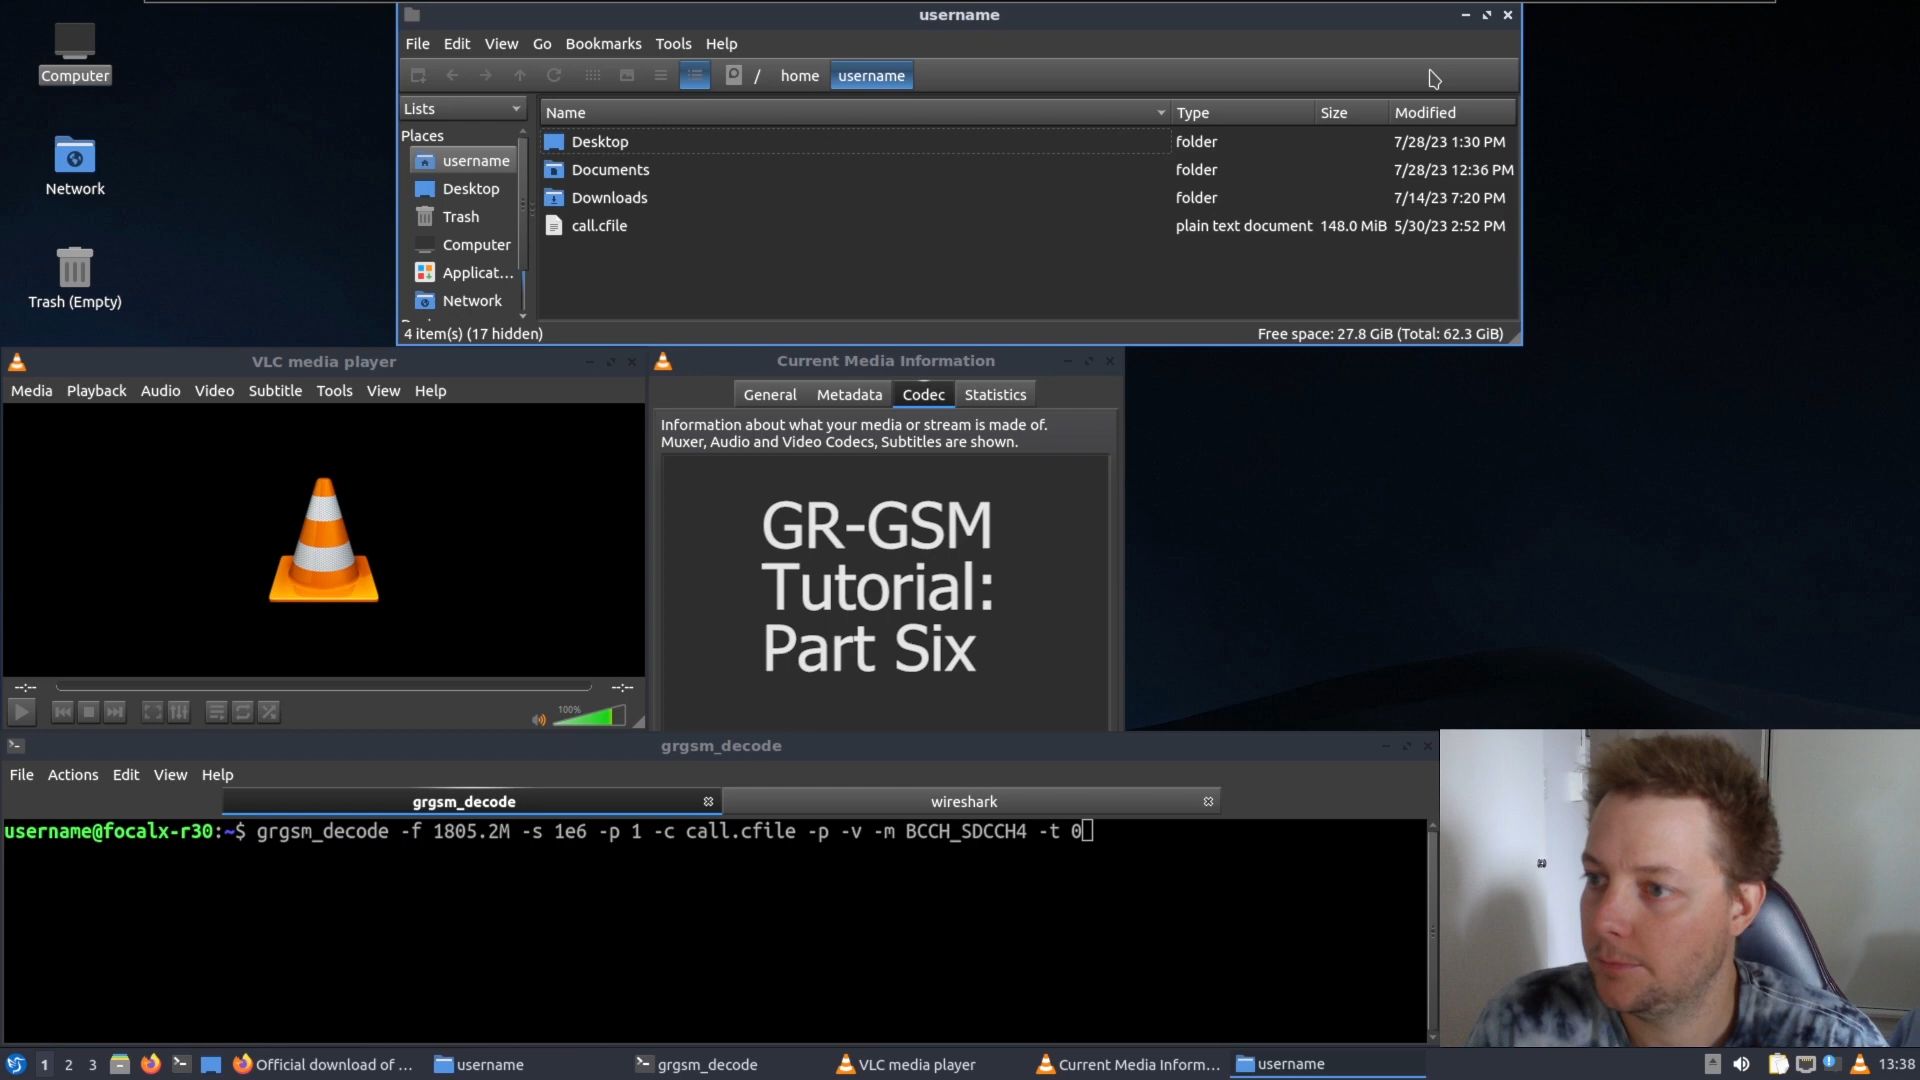 Computer
Network
Trash (Empty)
username
File Edit View Go Bookmarks Tools Help
/ home username
Lists
Places
username
Desktop
Trash
Computer
Applicat...
Network
Name Type Size Modified
Desktop folder 7/28/23 1:30 PM
Documents folder 7/28/23 12:36 PM
Downloads folder 7/14/23 7:20 PM
call.cfile plain text document 148.0 MiB 5/30/23 2:52 PM
4 item(s) (17 hidden) Free space: 27.8 GiB (Total: 62.3 GiB)
VLC media player
Media Playback Audio Video Subtitle Tools View Help
--:-- --:--
100%
Current Media Information
General Metadata Codec Statistics
Information about what your media or stream is made of.
Muxer, Audio and Video Codecs, Subtitles are shown.
GR-GSM
Tutorial:
Part Six
grgsm_decode
File Actions Edit View Help
grgsm_decode wireshark
username@focalx-r30:~$ grgsm_decode -f 1805.2M -s 1e6 -p 1 -c call.cfile -p -v -m BCCH_SDCCH4 -t 0
1 2 3 Official download of ... username grgsm_decode VLC media player Current Media Inform... username 13:38